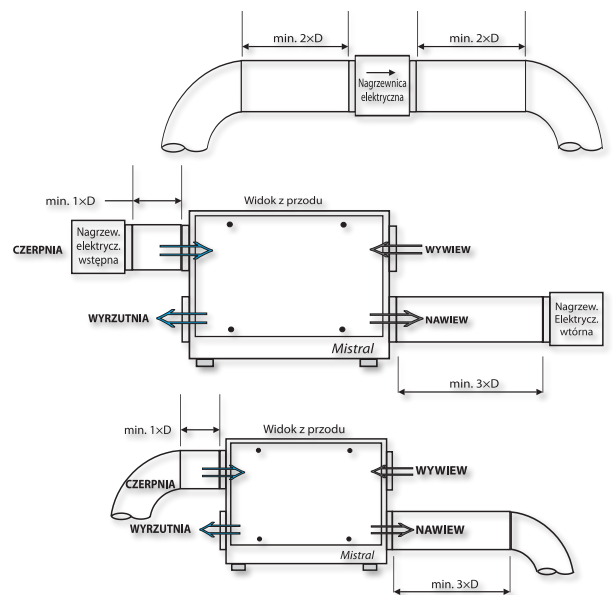 min. 2×D
min. 2×D
Nagrzewnica
elektryczna
min. 1×D
Widok z przodu
Nagrzew.
elektrycz.
wstępna
CZERPNIA
WYWIEW
WYRZUTNIA
NAWIEW
Nagrzew.
Elektrycz.
wtórna
Mistral
min. 3×D
min. 1×D
Widok z przodu
CZERPNIA
WYWIEW
WYRZUTNIA
NAWIEW
Mistral
min. 3×D